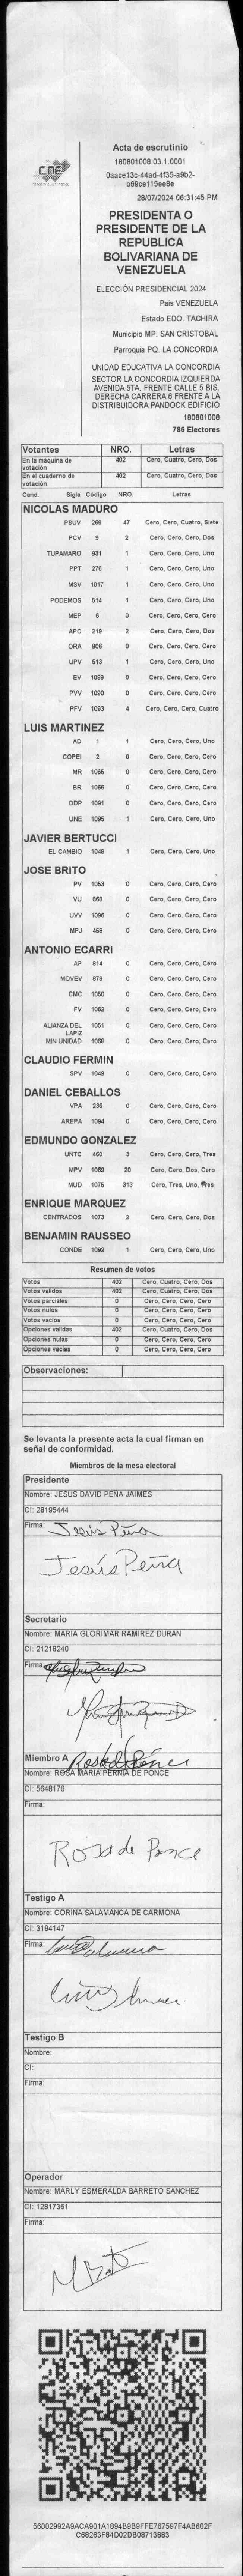 CNE
Acta de escrutinio
180801008.03.1.0001
0aace13c-44ad-4f35-a9b2-
b69ce115ee8e
28/07/2024 06:31:45 PM
PRESIDENTA O
PRESIDENTE DE LA
REPUBLICA
BOLIVARIANA DE
VENEZUELA
ELECCIÓN PRESIDENCIAL 2024
Pais VENEZUELA
Estado EDO. TACHIRA
Municipio MP. SAN CRISTOBAL
Parroquia PQ. LA CONCORDIA
UNIDAD EDUCATIVA LA CONCORDIA
SECTOR LA CONCORDIA IZQUIERDA
AVENIDA 5TA. FRENTE CALLE 5 BIS.
DERECHA CARRERA 6 FRENTE A LA
DISTRIBUIDORA PANDOCK EDIFICIO
180801008
786 Electores
Votantes NRO. Letras
En la máquina de votación 402 Cero, Cuatro, Cero, Dos
En el cuaderno de votación 402 Cero, Cuatro, Cero, Dos
Cand. Sigla Código NRO. Letras
NICOLAS MADURO
PSUV 269 47 Cero, Cero, Cuatro, Siete
PCV 9 2 Cero, Cero, Cero, Dos
TUPAMARO 931 1 Cero, Cero, Cero, Uno
PPT 276 1 Cero, Cero, Cero, Uno
MSV 1017 1 Cero, Cero, Cero, Uno
PODEMOS 514 1 Cero, Cero, Cero, Uno
MEP 5 0 Cero, Cero, Cero, Cero
APC 219 2 Cero, Cero, Cero, Dos
ORA 906 0 Cero, Cero, Cero, Cero
UPV 513 1 Cero, Cero, Cero, Uno
EV 1089 0 Cero, Cero, Cero, Cero
PVV 1090 0 Cero, Cero, Cero, Cero
PFV 1093 4 Cero, Cero, Cero, Cuatro
LUIS MARTINEZ
AD 1 1 Cero, Cero, Cero, Uno
COPEI 2 0 Cero, Cero, Cero, Cero
MR 1065 0 Cero, Cero, Cero, Cero
BR 1066 0 Cero, Cero, Cero, Cero
DDP 1091 0 Cero, Cero, Cero, Cero
UNE 1095 1 Cero, Cero, Cero, Uno
JAVIER BERTUCCI
EL CAMBIO 1048 1 Cero, Cero, Cero, Uno
JOSE BRITO
PV 1053 0 Cero, Cero, Cero, Cero
VU 868 0 Cero, Cero, Cero, Cero
UVV 1096 0 Cero, Cero, Cero, Cero
MPJ 458 0 Cero, Cero, Cero, Cero
ANTONIO ECARRI
AP 814 0 Cero, Cero, Cero, Cero
MOVEV 878 0 Cero, Cero, Cero, Cero
CMC 1050 0 Cero, Cero, Cero, Cero
FV 1062 0 Cero, Cero, Cero, Cero
ALIANZA DEL LAPIZ 1051 0 Cero, Cero, Cero, Cero
MIN UNIDAD 1069 0 Cero, Cero, Cero, Cero
CLAUDIO FERMIN
SPV 1049 0 Cero, Cero, Cero, Cero
DANIEL CEBALLOS
VPA 236 0 Cero, Cero, Cero, Cero
AREPA 1094 0 Cero, Cero, Cero, Cero
EDMUNDO GONZALEZ
UNTC 460 3 Cero, Cero, Cero, Tres
MPV 1068 20 Cero, Cero, Dos, Cero
MUD 1075 313 Cero, Tres, Uno, Tres
ENRIQUE MARQUEZ
CENTRADOS 1073 2 Cero, Cero, Cero, Dos
BENJAMIN RAUSSEO
CONDE 1092 1 Cero, Cero, Cero, Uno
Resumen de votos
Votos 402 Cero, Cuatro, Cero, Dos
Votos validos 402 Cero, Cuatro, Cero, Dos
Votos parciales 0 Cero, Cero, Cero, Cero
Votos nulos 0 Cero, Cero, Cero, Cero
Votos vacios 0 Cero, Cero, Cero, Cero
Opciones validas 402 Cero, Cuatro, Cero, Dos
Opciones nulas 0 Cero, Cero, Cero, Cero
Opciones vacias 0 Cero, Cero, Cero, Cero
Observaciones:
Se levanta la presente acta la cual firman en
señal de conformidad.
Miembros de la mesa electoral
Presidente
Nombre: JESUS DAVID PEÑA JAIMES
CI: 28195444
Firma: Jesús Peña
Jesús Peña
Secretario
Nombre: MARIA GLORIMAR RAMIREZ DURAN
CI: 21218240
Firma:
Miembro A Rosa de Ponce
Nombre: ROSA MARIA PERNIA DE PONCE
CI: 5648176
Firma:
Rosa de Ponce
Testigo A
Nombre: CORINA SALAMANCA DE CARMONA
CI: 3194147
Firma:
Testigo B
Nombre:
CI:
Firma:
Operador
Nombre: MARLY ESMERALDA BARRETO SANCHEZ
CI: 12817361
Firma:
56002992A9ACA901A1894B9B9FFE767597F4AB602F
C68263F84D02DB08713883